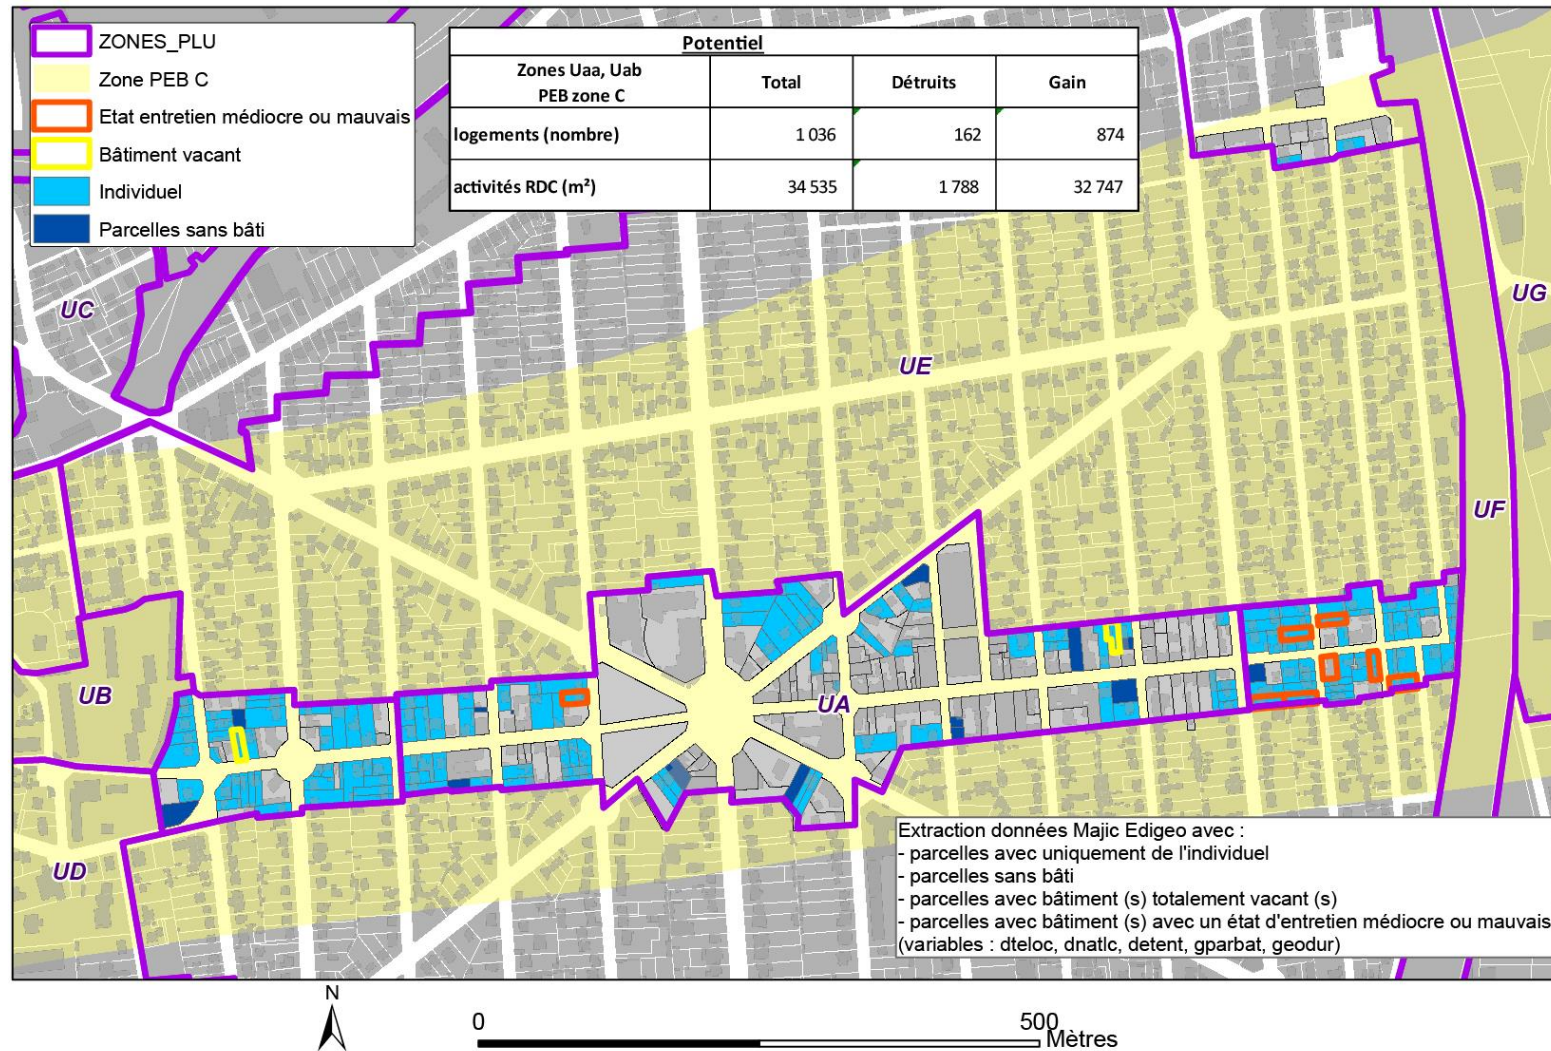 ZONES_PLU
Zone PEB C
Etat entretien médiocre ou mauvais
Bâtiment vacant
Individuel
Parcelles sans bâti
Potentiel
Zones Uaa, Uab
PEB zone C
Total
Détruits
Gain
logements (nombre)
1 036
162
874
activités RDC (m²)
34 535
1 788
32 747
UC
UG
UE
UF
UB
UA
UD
Extraction données Majic Edigeo avec :
- parcelles avec uniquement de l'individuel
- parcelles sans bâti
- parcelles avec bâtiment (s) totalement vacant (s)
- parcelles avec bâtiment (s) avec un état d'entretien médiocre ou mauvais
(variables : dteloc, dnatlc, detent, gparbat, geodur)
N
0
500
Mètres